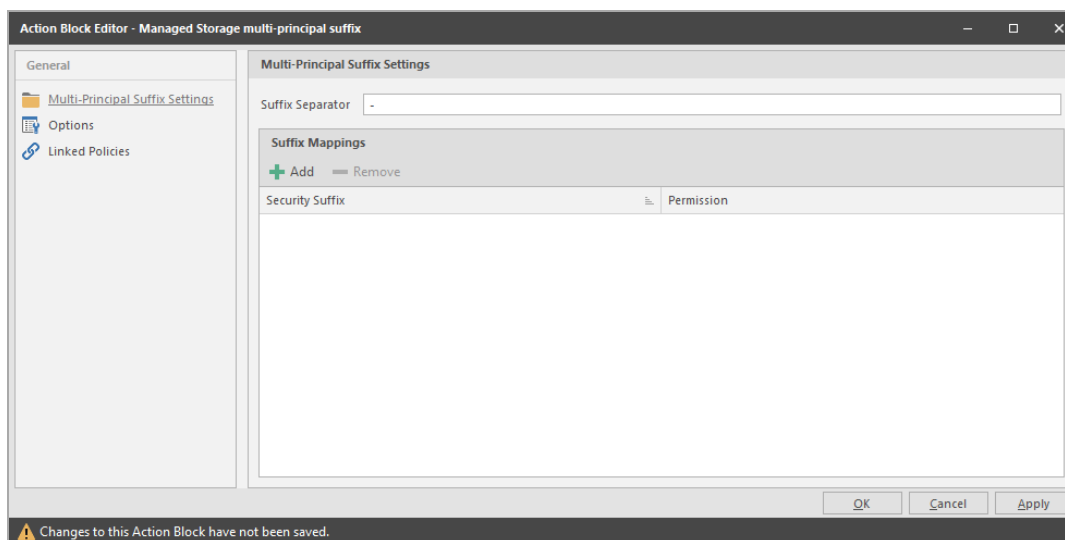 Action Block Editor - Managed Storage multi-principal suffix
General
Multi-Principal Suffix Settings
Options
Linked Policies
Multi-Principal Suffix Settings
Suffix Separator -
Suffix Mappings
Add Remove
Security Suffix Permission
OK Cancel Apply
Changes to this Action Block have not been saved.